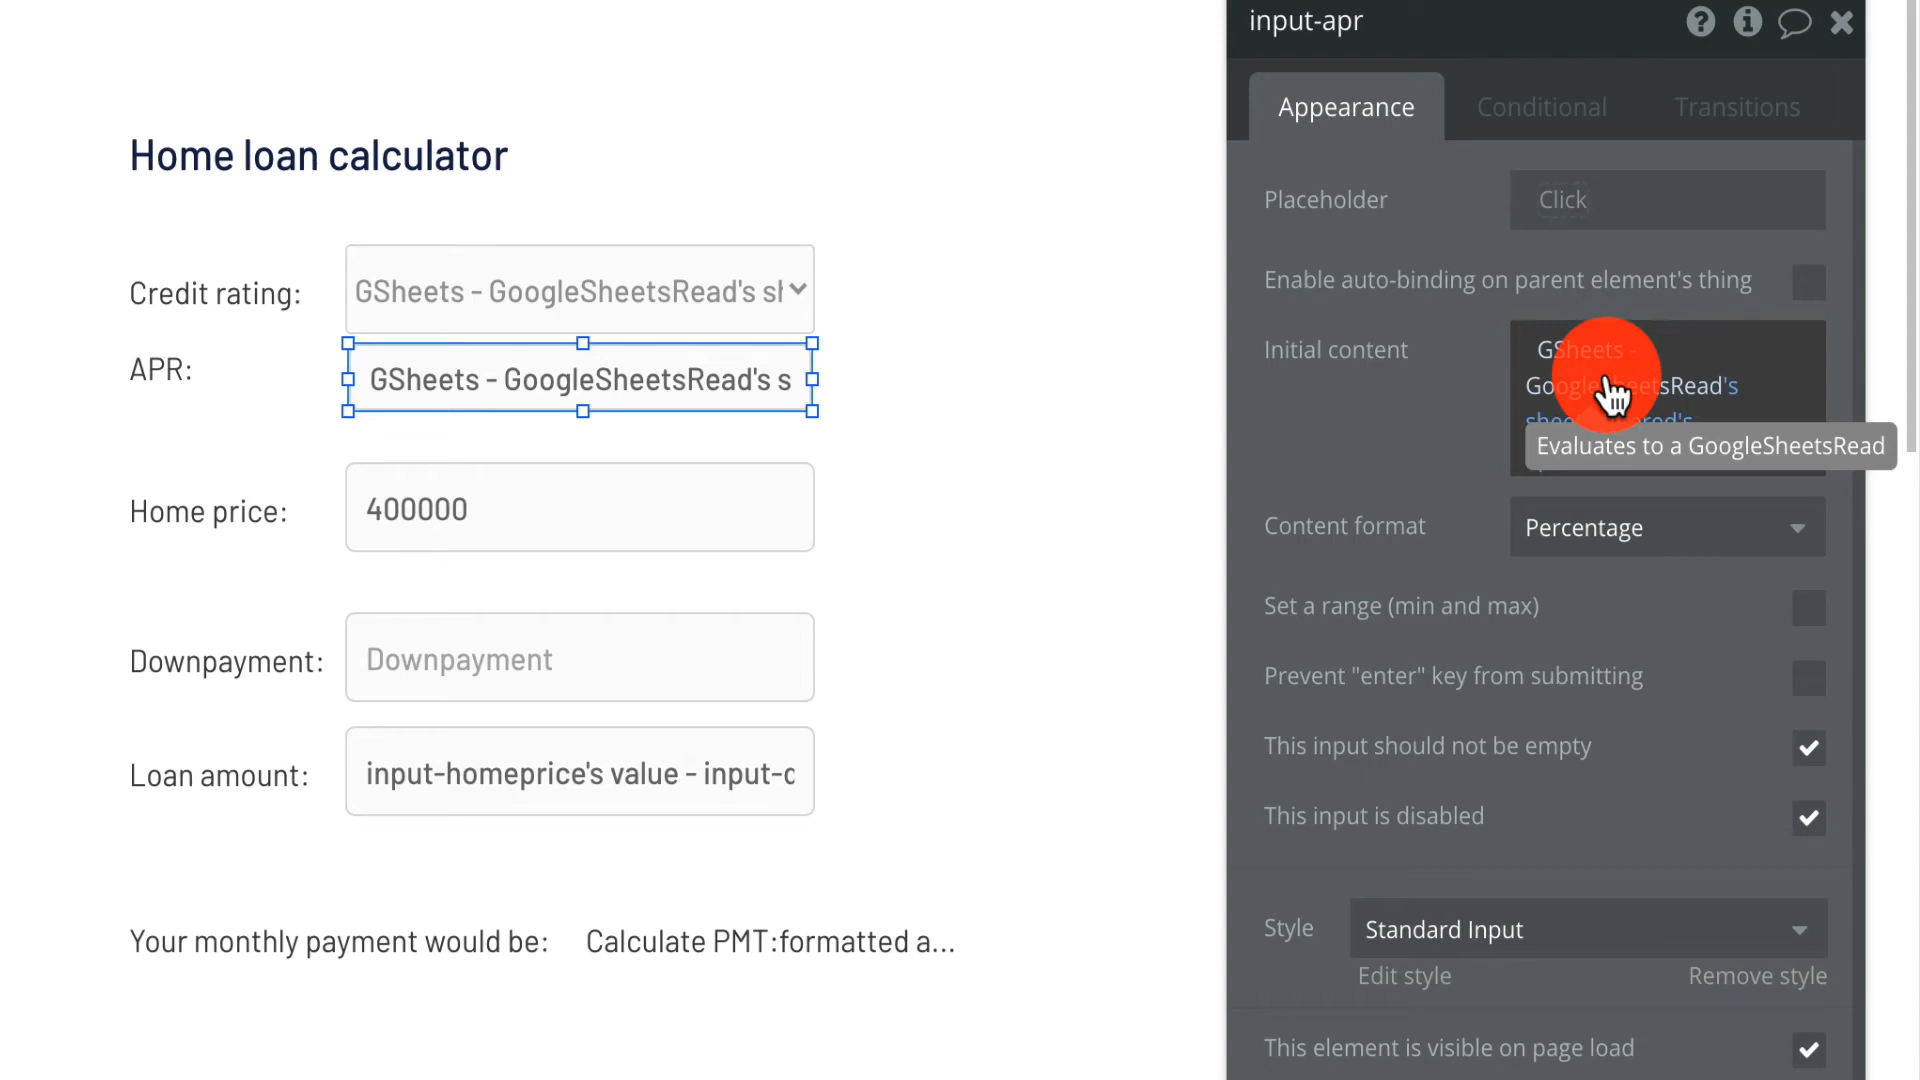 input-apr
Appearance
Conditional
Transitions
Home loan calculator
Placeholder
Click
Credit rating:
GSheets - GoogleSheetsRead's sh
Enable auto-binding on parent element's thing
APR:
GSheets - GoogleSheetsRead's s
Initial content
GSheets -
GoogleSheetsRead's
Evaluates to a GoogleSheetsRead
Home price:
400000
Content format
Percentage
Set a range (min and max)
Downpayment:
Downpayment
Prevent "enter" key from submitting
Loan amount:
input-homeprice's value - input-d
This input should not be empty
This input is disabled
Your monthly payment would be:
Calculate PMT:formatted a...
Style
Standard Input
Edit style
Remove style
This element is visible on page load